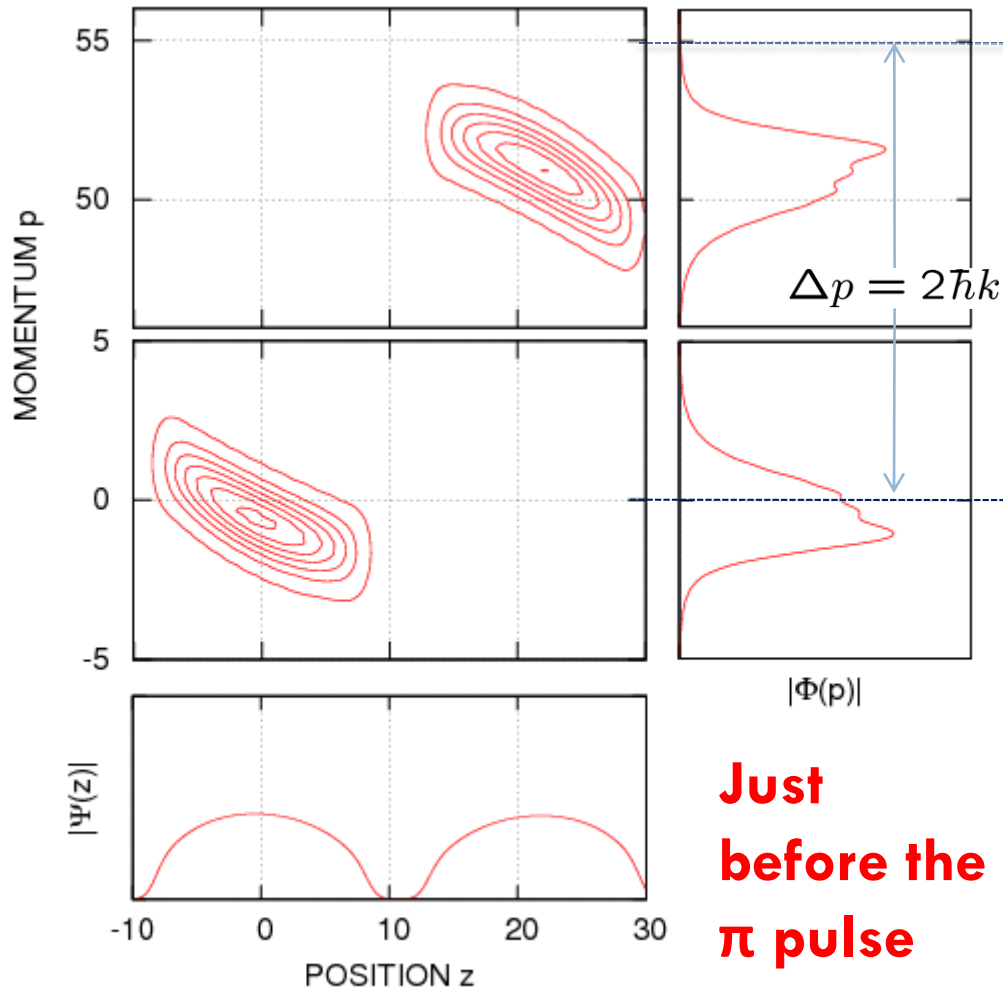 55
50
MOMENTUM p
Δp = 2ħk
5
0
-5
|Φ(p)|
|Ψ(z)|
Just
before the
π pulse
-10 0 10 20 30
POSITION z